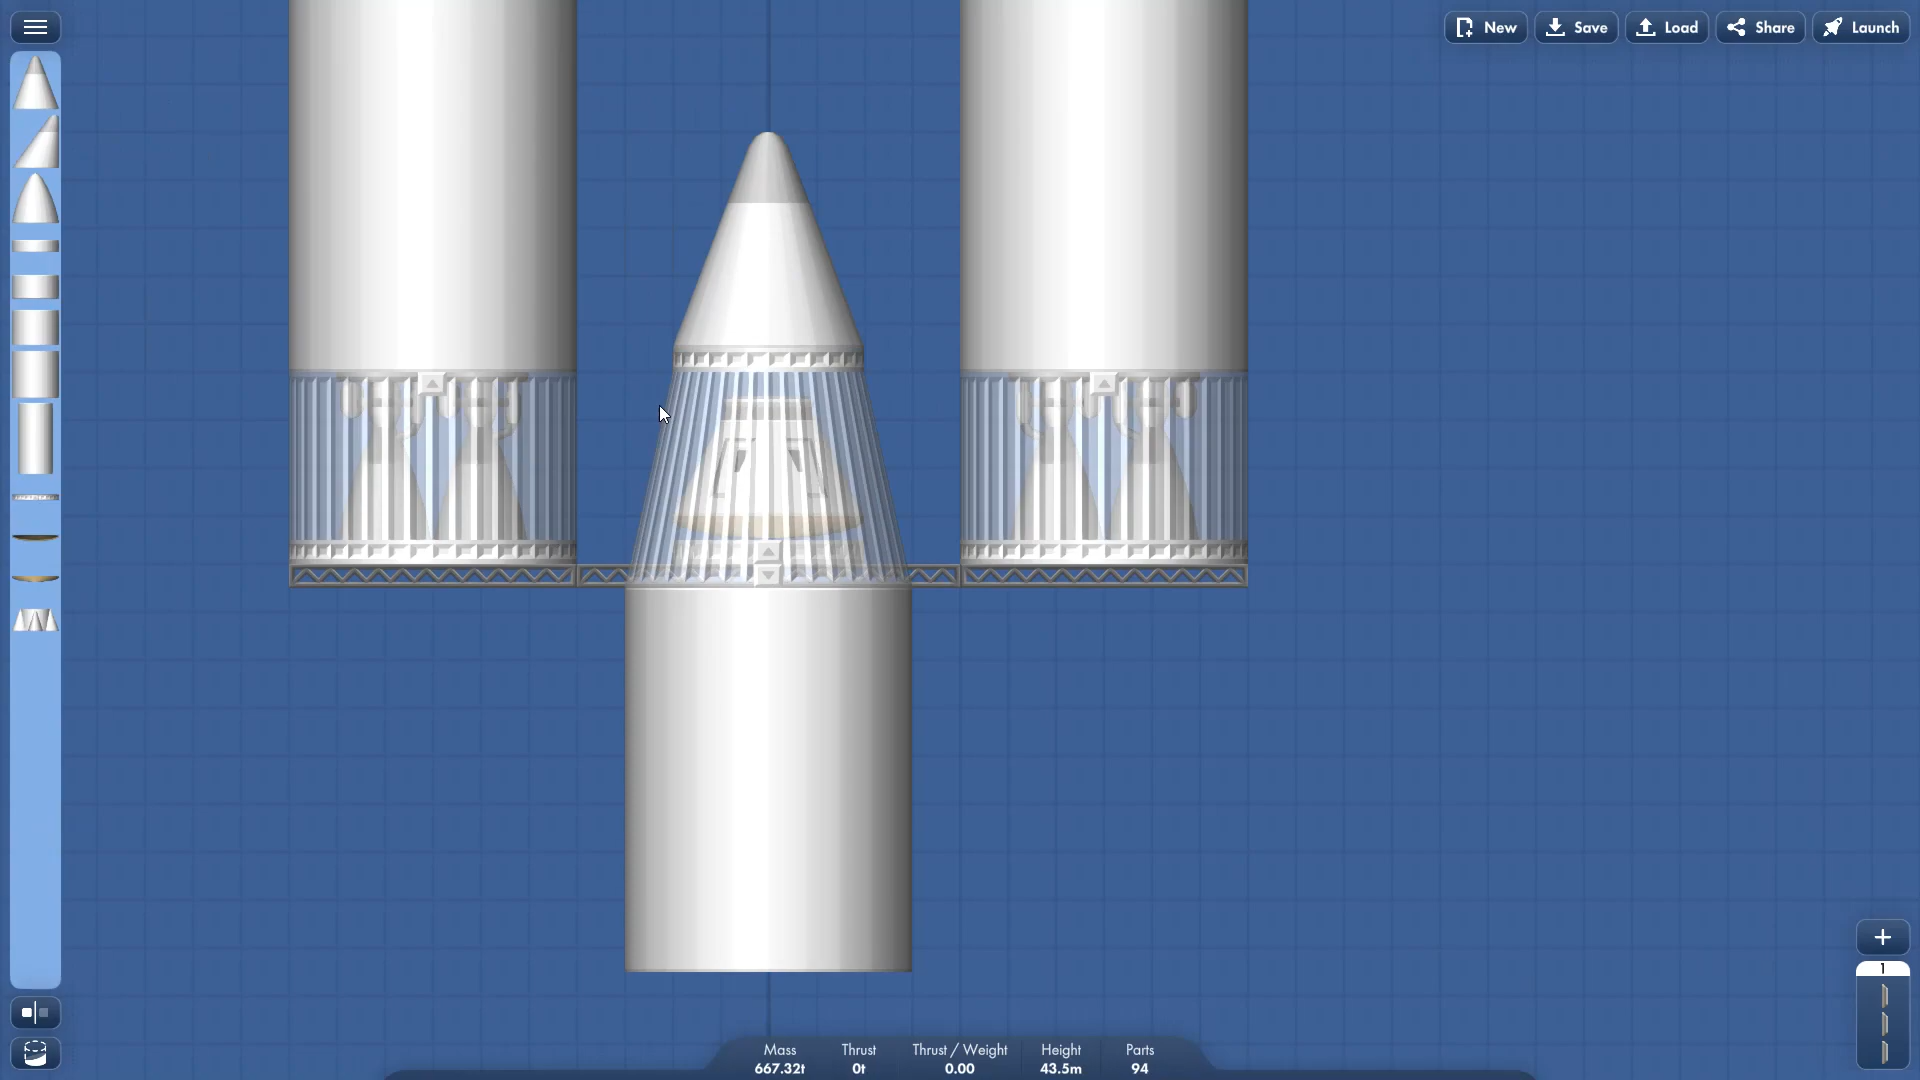 New Save Load Share Launch
1
Mass Thrust Thrust / Weight Height Parts
667.32t 0t 0.00 43.5m 94